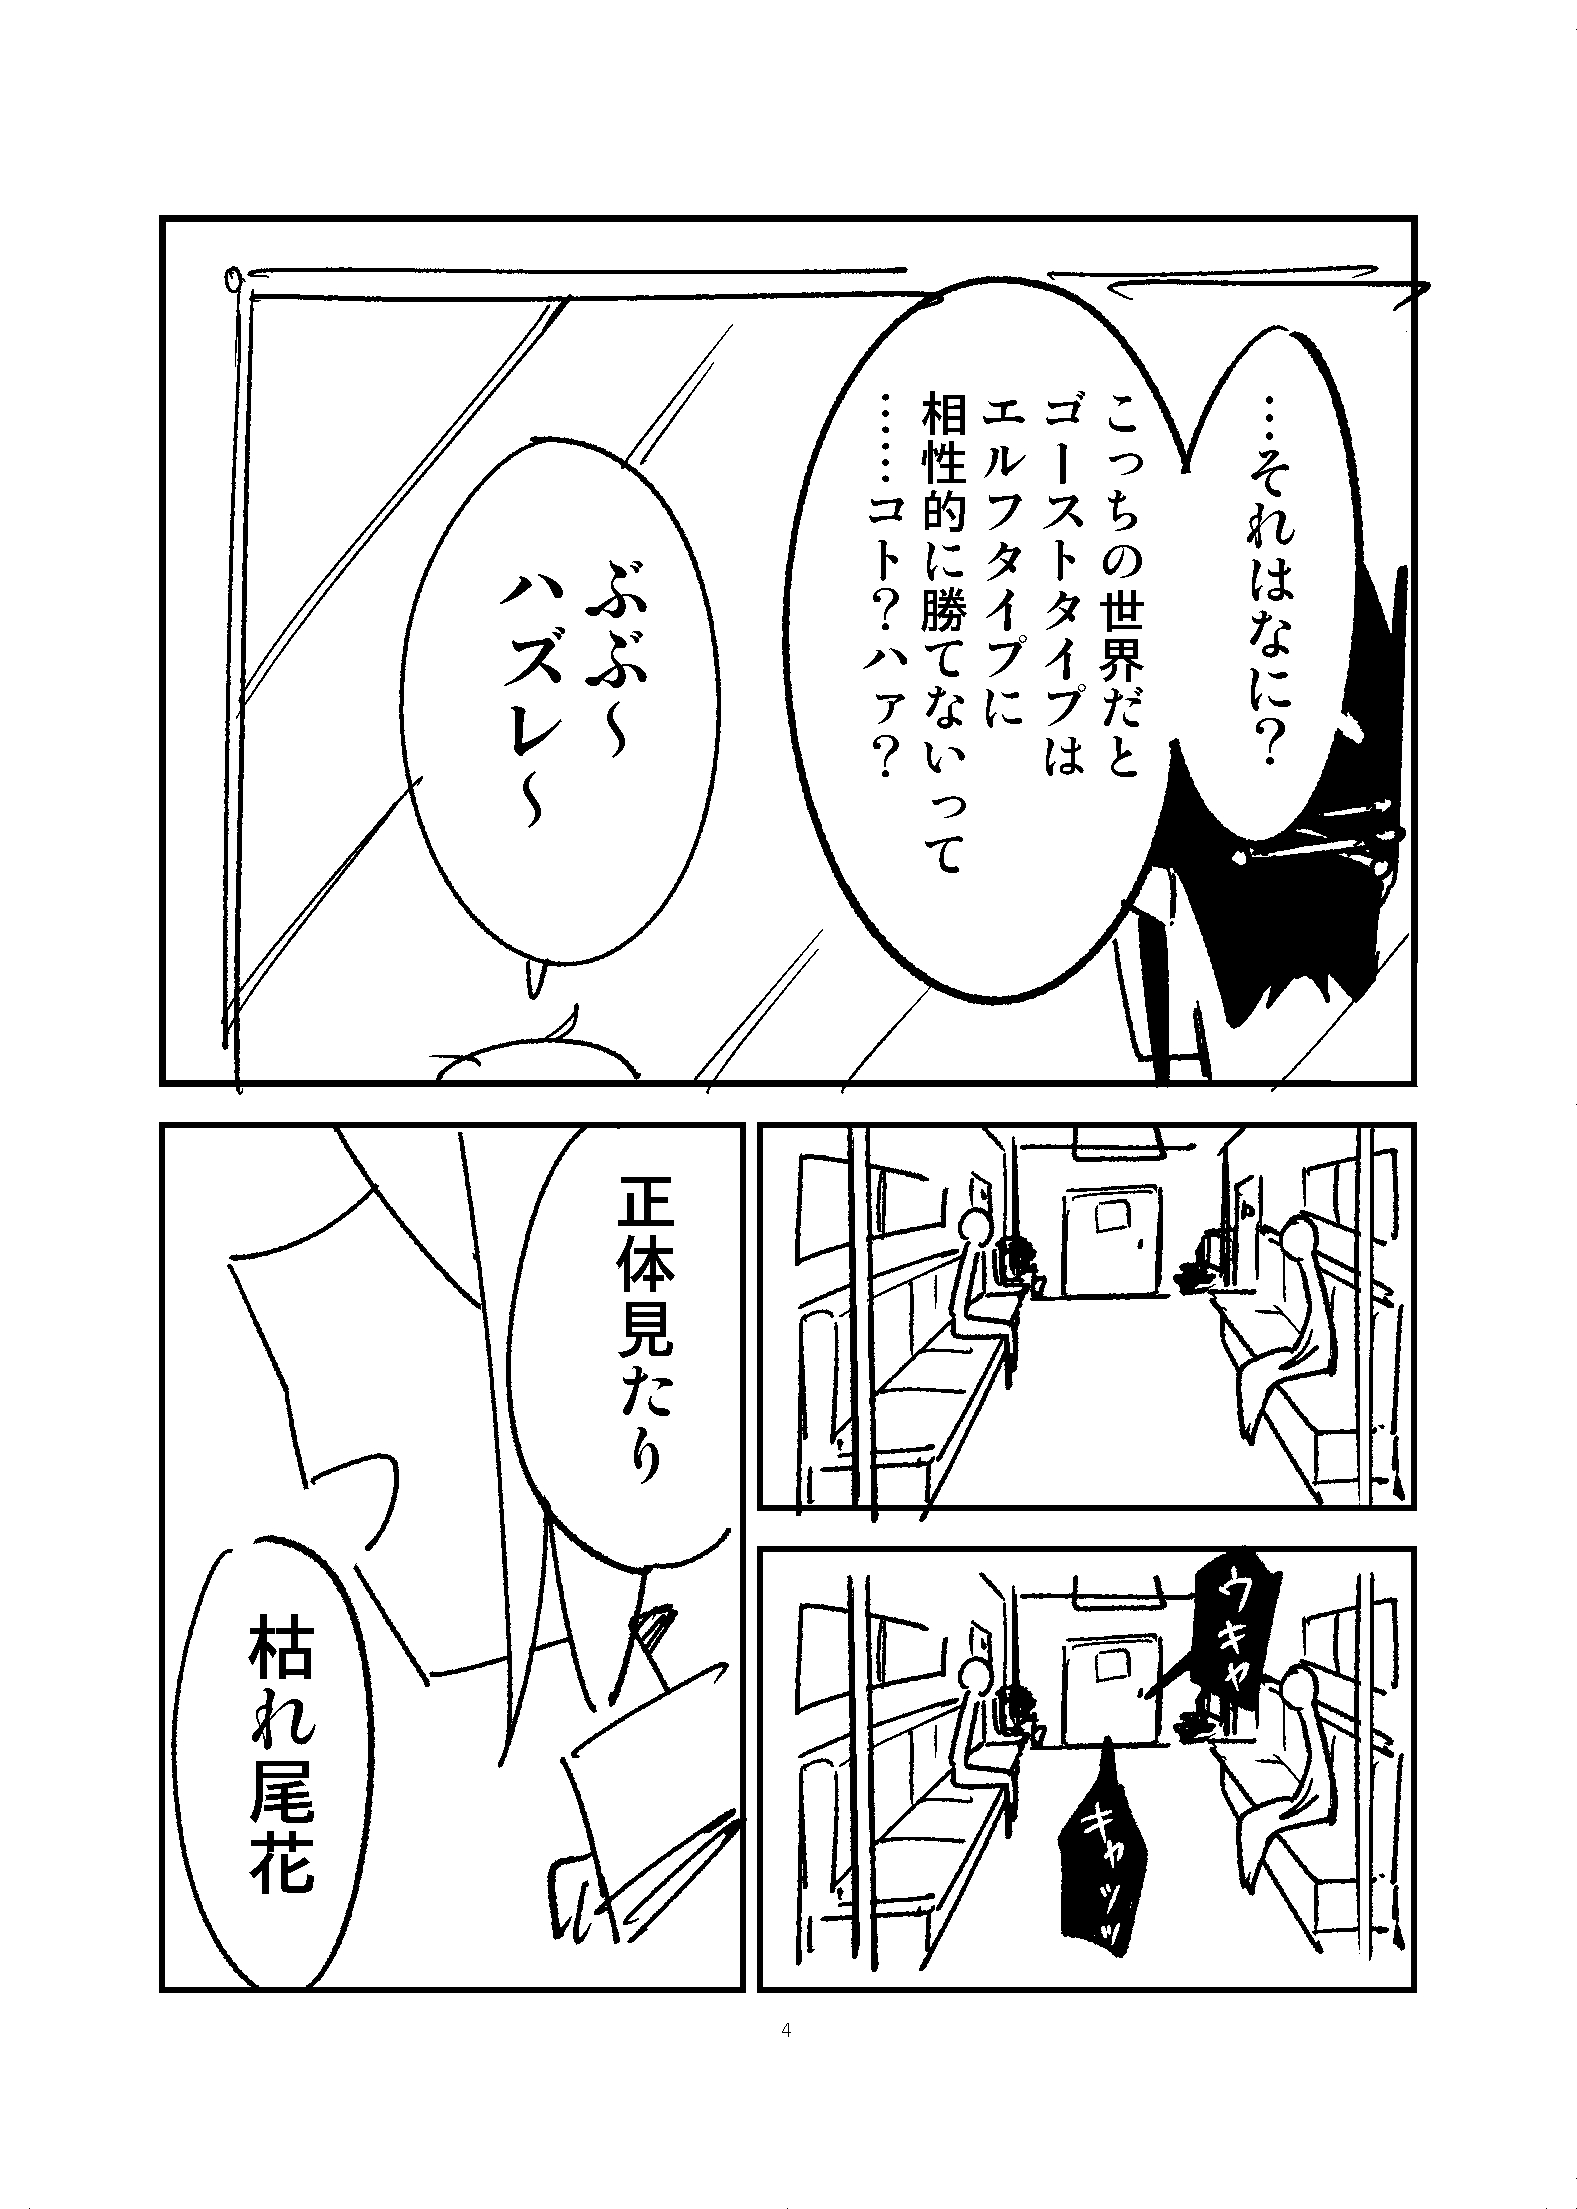 …それはなに？
こっちの世界だと
ゴーストタイプは
エルフタイプに
相性的に勝てないって
……コト？ハァ？
ぶぶ～
ハズレ～
ウキャ
キャッッ
正体見たり
枯れ尾花
4